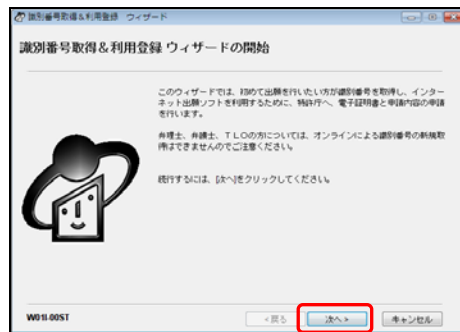 識別番号取得＆利用登録 ウィザード
識別番号取得＆利用登録 ウィザードの開始
このウィザードでは、初めて出願を行いたい方が識別番号を取得し、インター
ネット出願ソフトを利用するために、特許庁へ、電子証明書と申請内容の申請
を行います。
弁理士、弁護士、TLOの方については、オンラインによる識別番号の新規取
得はできませんのでご注意ください。
続行するには、[次へ]をクリックしてください。
W01I-00ST
<戻る
次へ>
キャンセル